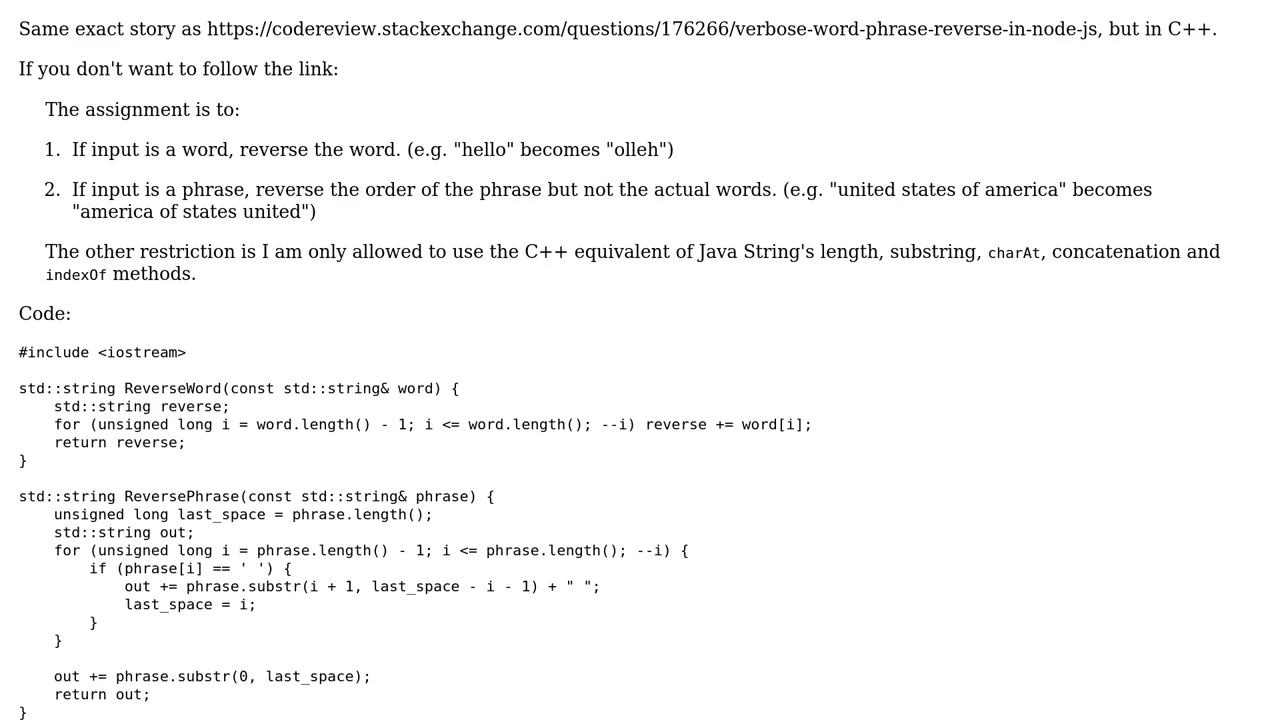 Same exact story as https://codereview.stackexchange.com/questions/176266/verbose-word-phrase-reverse-in-node-js, but in C++.
If you don't want to follow the link:
The assignment is to:
1. If input is a word, reverse the word. (e.g. "hello" becomes "olleh")
2. If input is a phrase, reverse the order of the phrase but not the actual words. (e.g. "united states of america" becomes
"america of states united")
The other restriction is I am only allowed to use the C++ equivalent of Java String's length, substring, charAt, concatenation and
indexOf methods.
Code:
#include <iostream>
std::string ReverseWord(const std::string& word) {
    std::string reverse;
    for (unsigned long i = word.length() - 1; i <= word.length(); --i) reverse += word[i];
    return reverse;
}
std::string ReversePhrase(const std::string& phrase) {
    unsigned long last_space = phrase.length();
    std::string out;
    for (unsigned long i = phrase.length() - 1; i <= phrase.length(); --i) {
        if (phrase[i] == ' ') {
            out += phrase.substr(i + 1, last_space - i - 1) + " ";
            last_space = i;
        }
    }
    out += phrase.substr(0, last_space);
    return out;
}